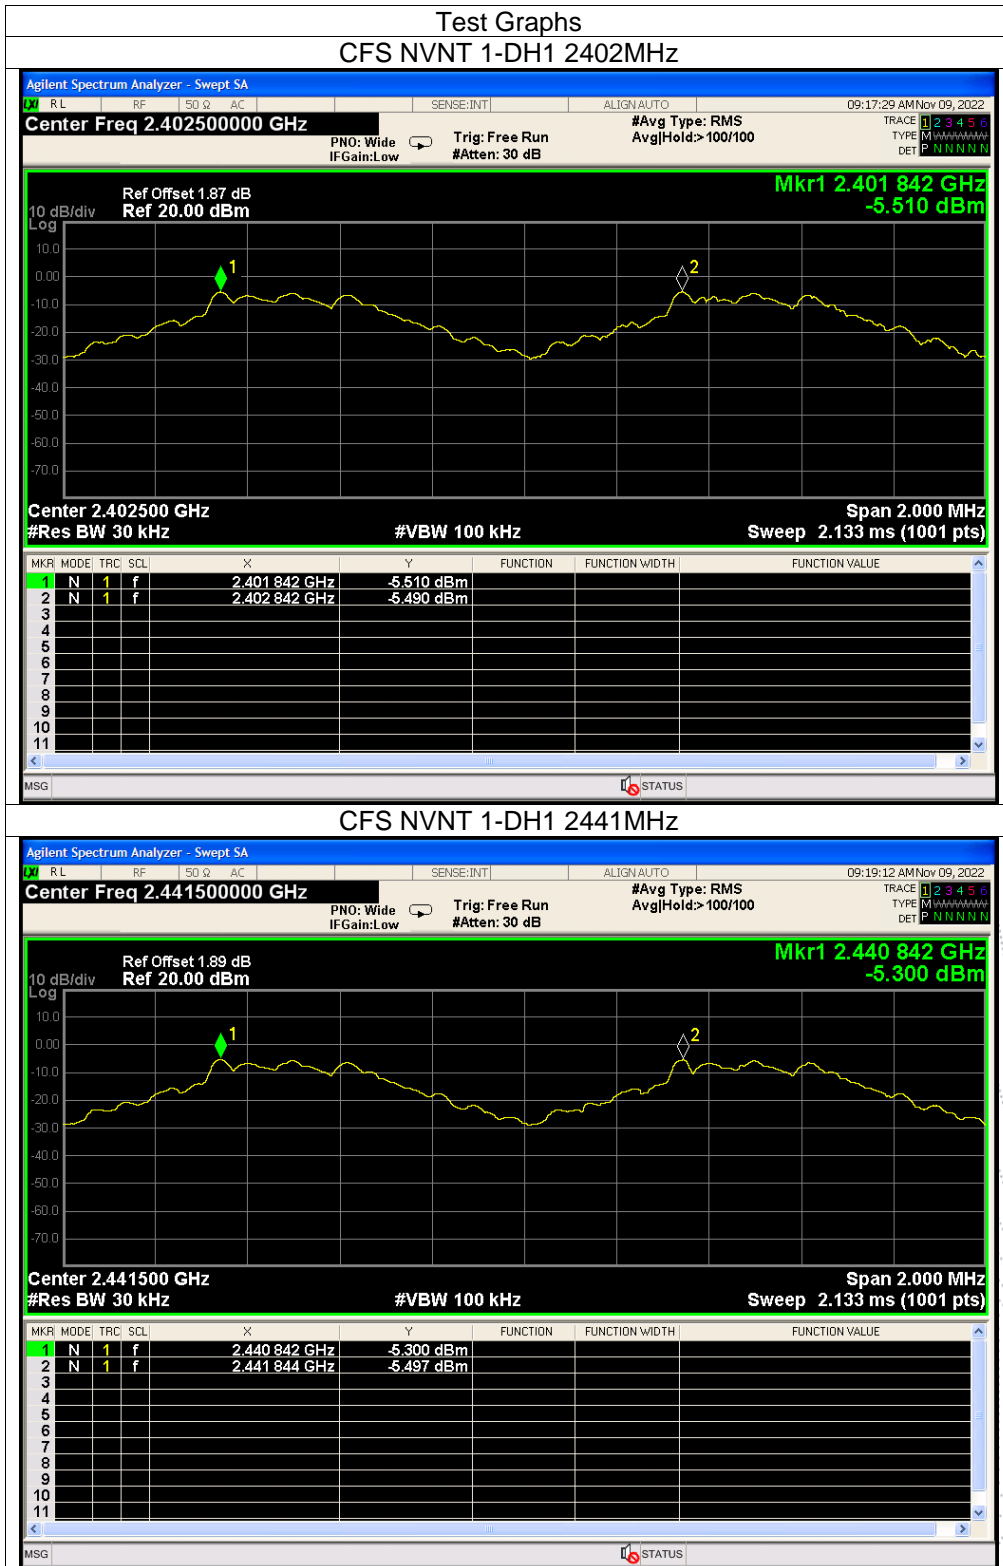 Test Graphs
CFS NVNT 1-DH1 2402MHz
Agilent Spectrum Analyzer - Swept SA
LXI RL RF 50 Ω AC SENSE:INT ALIGNAUTO 09:17:29 AMNov 09, 2022
Center Freq 2.402500000 GHz #Avg Type: RMS TRACE 1 2 3 4 5 6
PNO: Wide Trig: Free Run Avg|Hold:>100/100 TYPE M WWWWW
IFGain:Low #Atten: 30 dB DET P N N N N N
Mkr1 2.401 842 GHz
Ref Offset 1.87 dB
10 dB/div Ref 20.00 dBm -5.510 dBm
Log
10.0
1 2
0.00
-10.0
-20.0
-30.0
-40.0
-50.0
-60.0
-70.0
Center 2.402500 GHz Span 2.000 MHz
#Res BW 30 kHz #VBW 100 kHz Sweep 2.133 ms (1001 pts)
MKR MODE TRC SCL X Y FUNCTION FUNCTION WIDTH FUNCTION VALUE
1 N 1 f 2.401 842 GHz -5.510 dBm
2 N 1 f 2.402 842 GHz -5.490 dBm
3
4
5
6
7
8
9
10
11
MSG STATUS
CFS NVNT 1-DH1 2441MHz
Agilent Spectrum Analyzer - Swept SA
LXI RL RF 50 Ω AC SENSE:INT ALIGNAUTO 09:19:12 AMNov 09, 2022
Center Freq 2.441500000 GHz #Avg Type: RMS TRACE 1 2 3 4 5 6
PNO: Wide Trig: Free Run Avg|Hold:>100/100 TYPE M WWWWW
IFGain:Low #Atten: 30 dB DET P N N N N N
Mkr1 2.440 842 GHz
Ref Offset 1.89 dB
10 dB/div Ref 20.00 dBm -5.300 dBm
Log
10.0
1 2
0.00
-10.0
-20.0
-30.0
-40.0
-50.0
-60.0
-70.0
Center 2.441500 GHz Span 2.000 MHz
#Res BW 30 kHz #VBW 100 kHz Sweep 2.133 ms (1001 pts)
MKR MODE TRC SCL X Y FUNCTION FUNCTION WIDTH FUNCTION VALUE
1 N 1 f 2.440 842 GHz -5.300 dBm
2 N 1 f 2.441 844 GHz -5.497 dBm
3
4
5
6
7
8
9
10
11
MSG STATUS